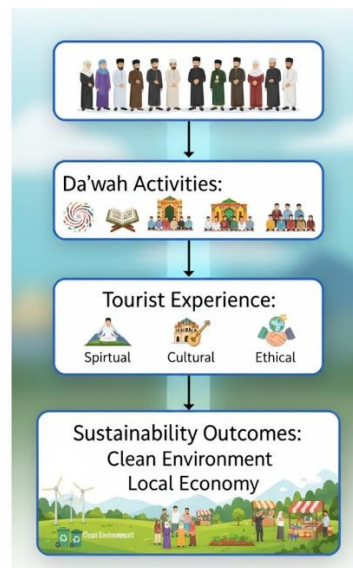 Da'wah Activities:
Tourist Experience:
Spirtual Cultural Ethical
Sustainability Outcomes:
Clean Environment
Local Economy
Clean Environment